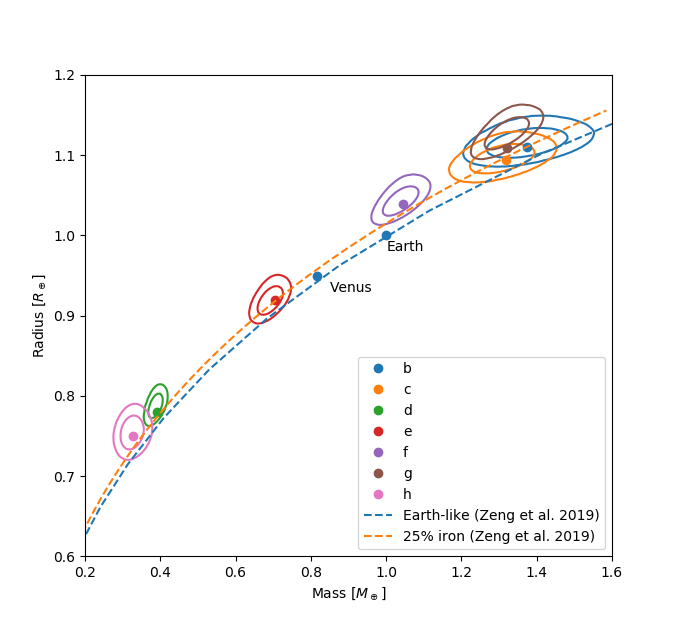 1.2
1.1
1.0
0.9
0.8
0.7
0.6
Radius [R⊕]
Earth
Venus
b
c
d
e
f
g
h
Earth-like (Zeng et al. 2019)
25% iron (Zeng et al. 2019)
0.2 0.4 0.6 0.8 1.0 1.2 1.4 1.6
Mass [M⊕]